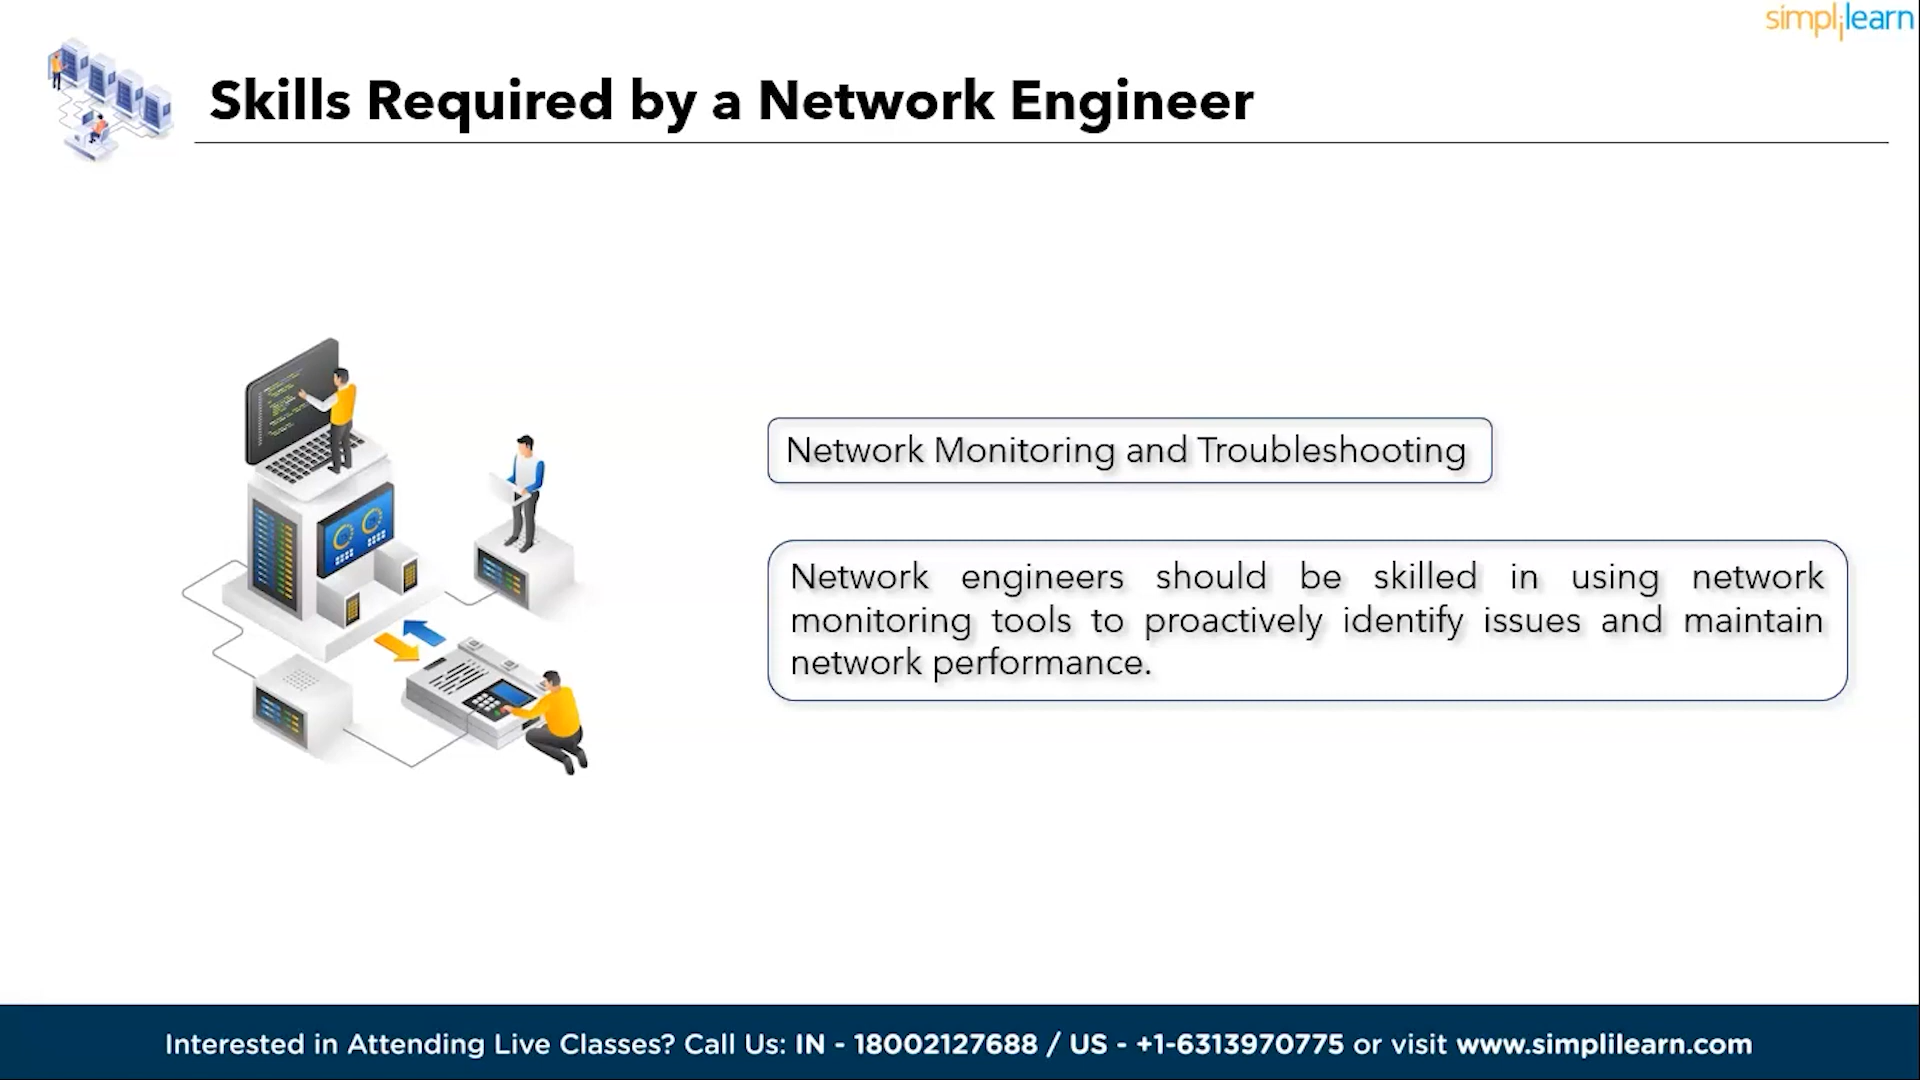 simplilearn
Skills Required by a Network Engineer
Network Monitoring and Troubleshooting
Network engineers should be skilled in using network
monitoring tools to proactively identify issues and maintain
network performance.
Interested in Attending Live Classes? Call Us: IN - 18002127688 / US - +1-6313970775 or visit www.simplilearn.com